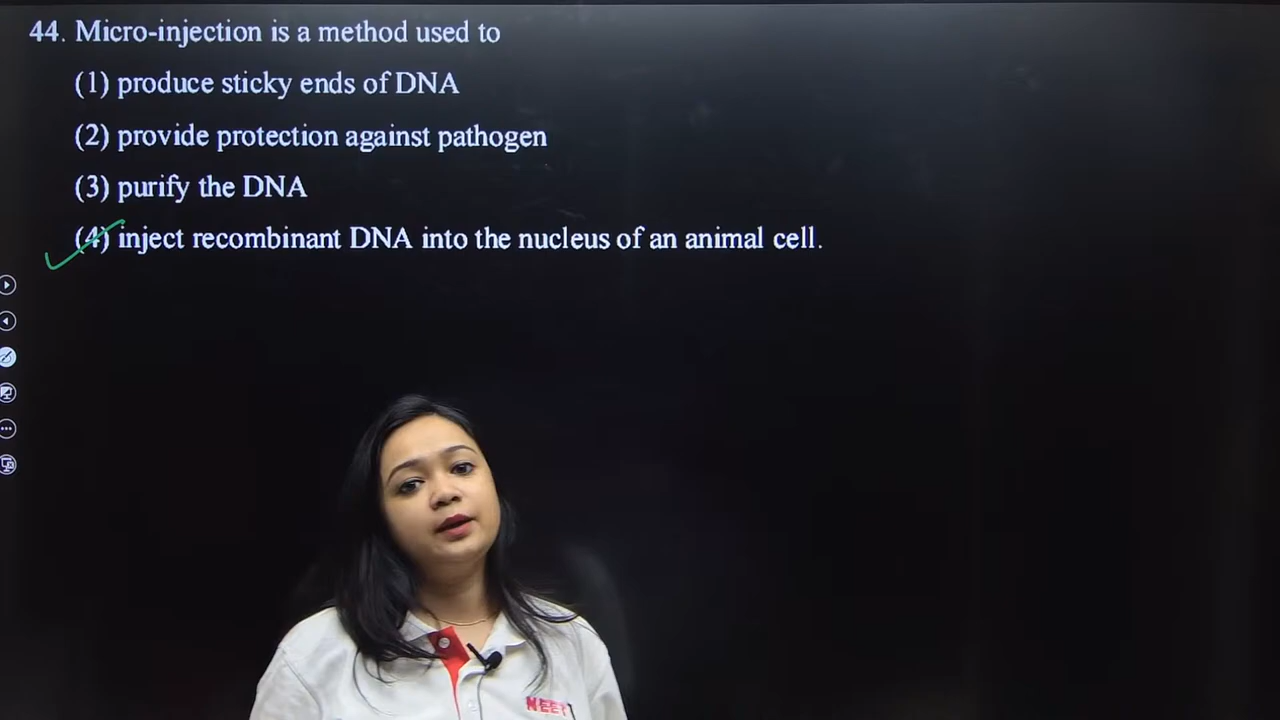 44. Micro-injection is a method used to
(1) produce sticky ends of DNA
(2) provide protection against pathogen
(3) purify the DNA
(4) inject recombinant DNA into the nucleus of an animal cell.
NEET